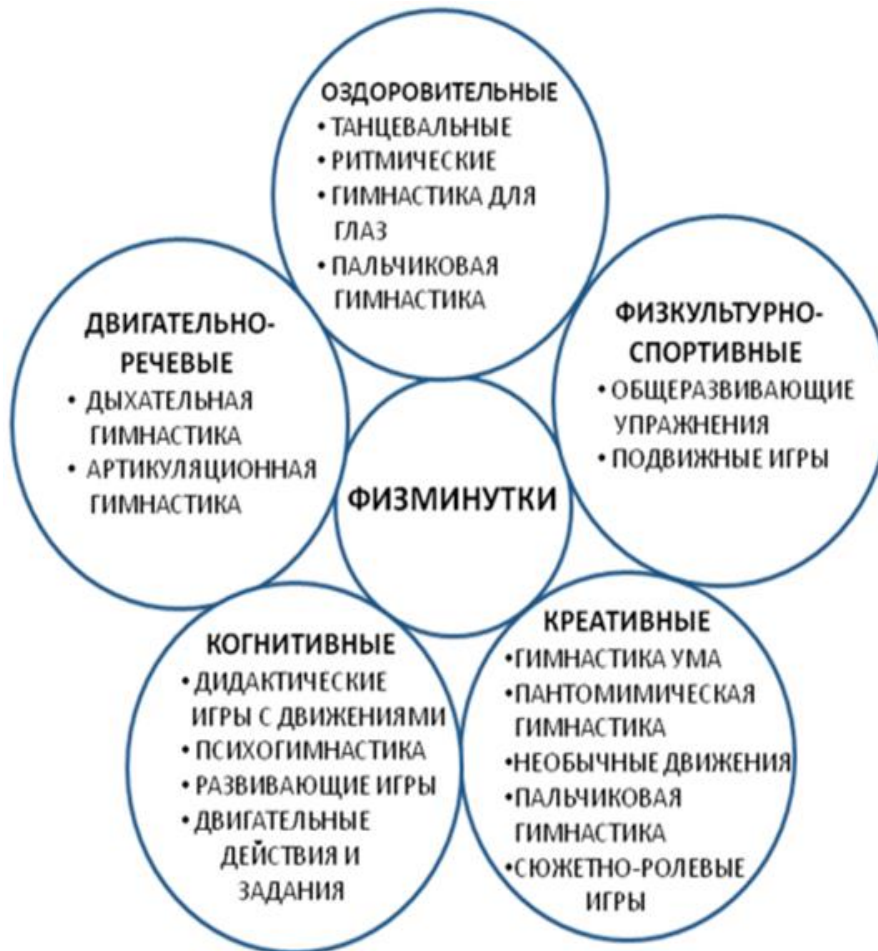 ОЗДОРОВИТЕЛЬНЫЕ
• ТАНЦЕВАЛЬНЫЕ
• РИТМИЧЕСКИЕ
• ГИМНАСТИКА ДЛЯ
ГЛАЗ
• ПАЛЬЧИКОВАЯ
ГИМНАСТИКА
ДВИГАТЕЛЬНО-
РЕЧЕВЫЕ
• ДЫХАТЕЛЬНАЯ
ГИМНАСТИКА
• АРТИКУЛЯЦИОННАЯ
ГИМНАСТИКА
ФИЗКУЛЬТУРНО-
СПОРТИВНЫЕ
• ОБЩЕРАЗВИВАЮЩИЕ
УПРАЖНЕНИЯ
• ПОДВИЖНЫЕ ИГРЫ
ФИЗМИНУТКИ
КОГНИТИВНЫЕ
• ДИДАКТИЧЕСКИЕ
ИГРЫ С ДВИЖЕНИЯМИ
• ПСИХОГИМНАСТИКА
• РАЗВИВАЮЩИЕ ИГРЫ
• ДВИГАТЕЛЬНЫЕ
ДЕЙСТВИЯ И
ЗАДАНИЯ
КРЕАТИВНЫЕ
•ГИМНАСТИКА УМА
•ПАНТОМИМИЧЕСКАЯ
ГИМНАСТИКА
•НЕОБЫЧНЫЕ ДВИЖЕНИЯ
•ПАЛЬЧИКОВАЯ
ГИМНАСТИКА
•СЮЖЕТНО-РОЛЕВЫЕ
ИГРЫ